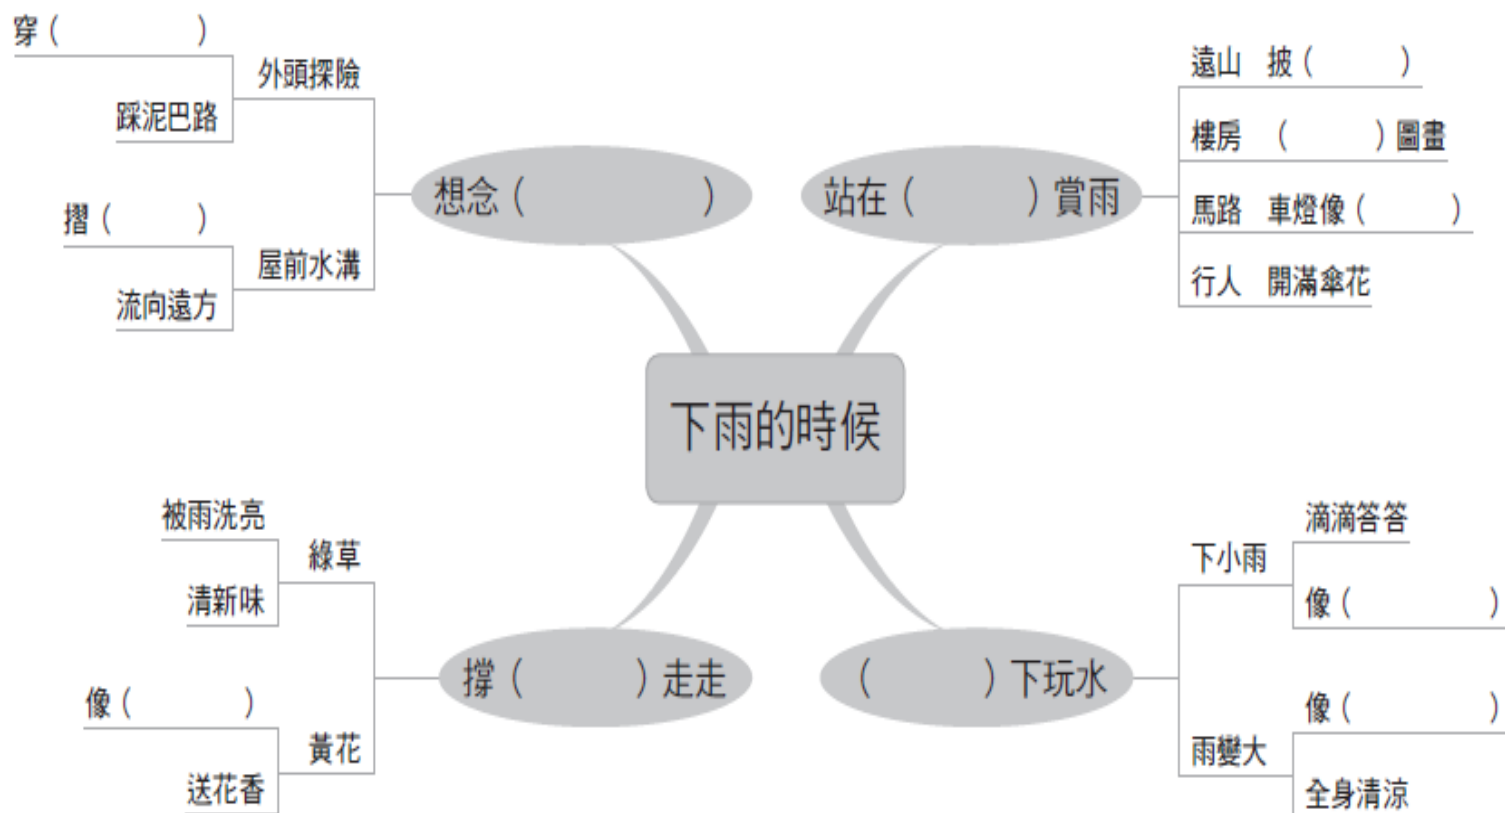 下雨的時候
站在（　　　）賞雨
遠山　披（　　　）
樓房　（　　　）圖畫
馬路　車燈像（　　　）
行人　開滿傘花
（　　　）下玩水
下小雨
滴滴答答
像（　　　　）
雨變大
像（　　　　）
全身清涼
撐（　　　）走走
綠草
被雨洗亮
清新味
黃花
像（　　　）
送花香
想念（　　　　　）
外頭探險
穿（　　　　）
踩泥巴路
屋前水溝
摺（　　　）
流向遠方